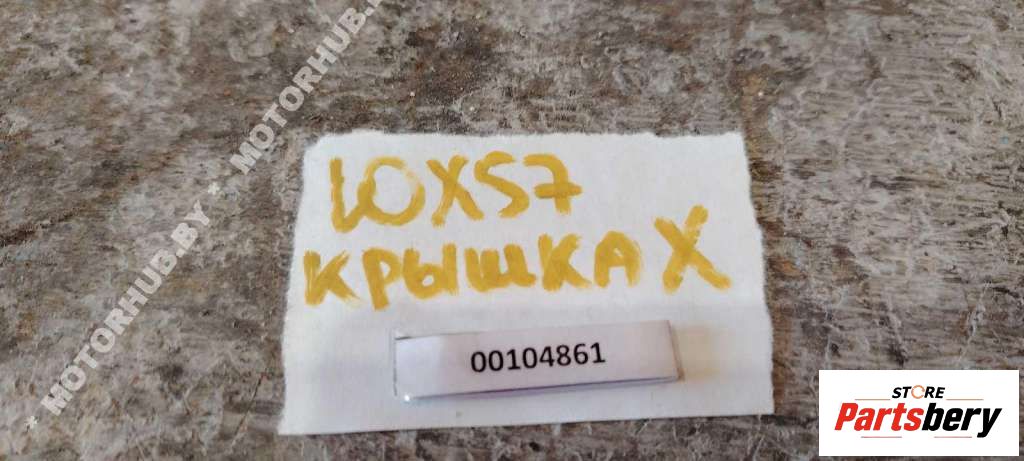 * MOTORHUB.BY * MOTORHUB.BY
10X57
КРЫШКА X
00104861
STORE
Partsbery